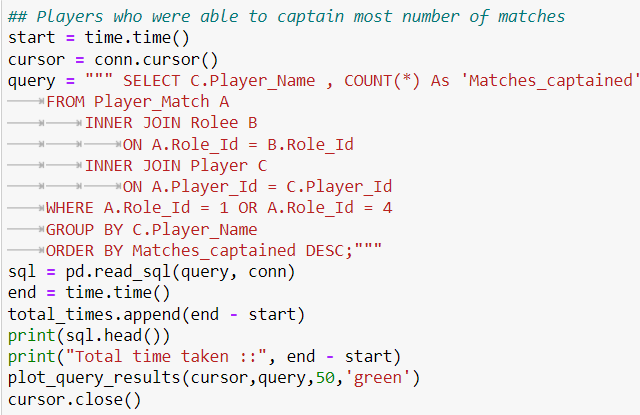 ## Players who were able to captain most number of matches
start = time.time()
cursor = conn.cursor()
query = """ SELECT C.Player_Name , COUNT(*) As 'Matches_captained'
FROM Player_Match A
INNER JOIN Rolee B
ON A.Role_Id = B.Role_Id
INNER JOIN Player C
ON A.Player_Id = C.Player_Id
WHERE A.Role_Id = 1 OR A.Role_Id = 4
GROUP BY C.Player_Name
ORDER BY Matches_captained DESC;"""
sql = pd.read_sql(query, conn)
end = time.time()
total_times.append(end - start)
print(sql.head())
print("Total time taken ::", end - start)
plot_query_results(cursor,query,50,'green')
cursor.close()